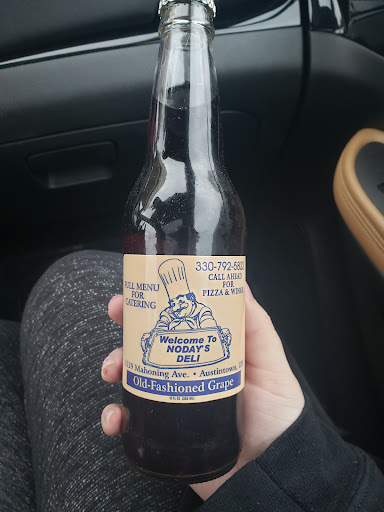 FULL MENU
FOR
CATERING
330-792-
CALL AHEAD
FOR
PIZZA & WINGS
Welcome To
NODAY'S
DELI
Mahoning Ave. • Austintown,
Old-Fashioned Grape